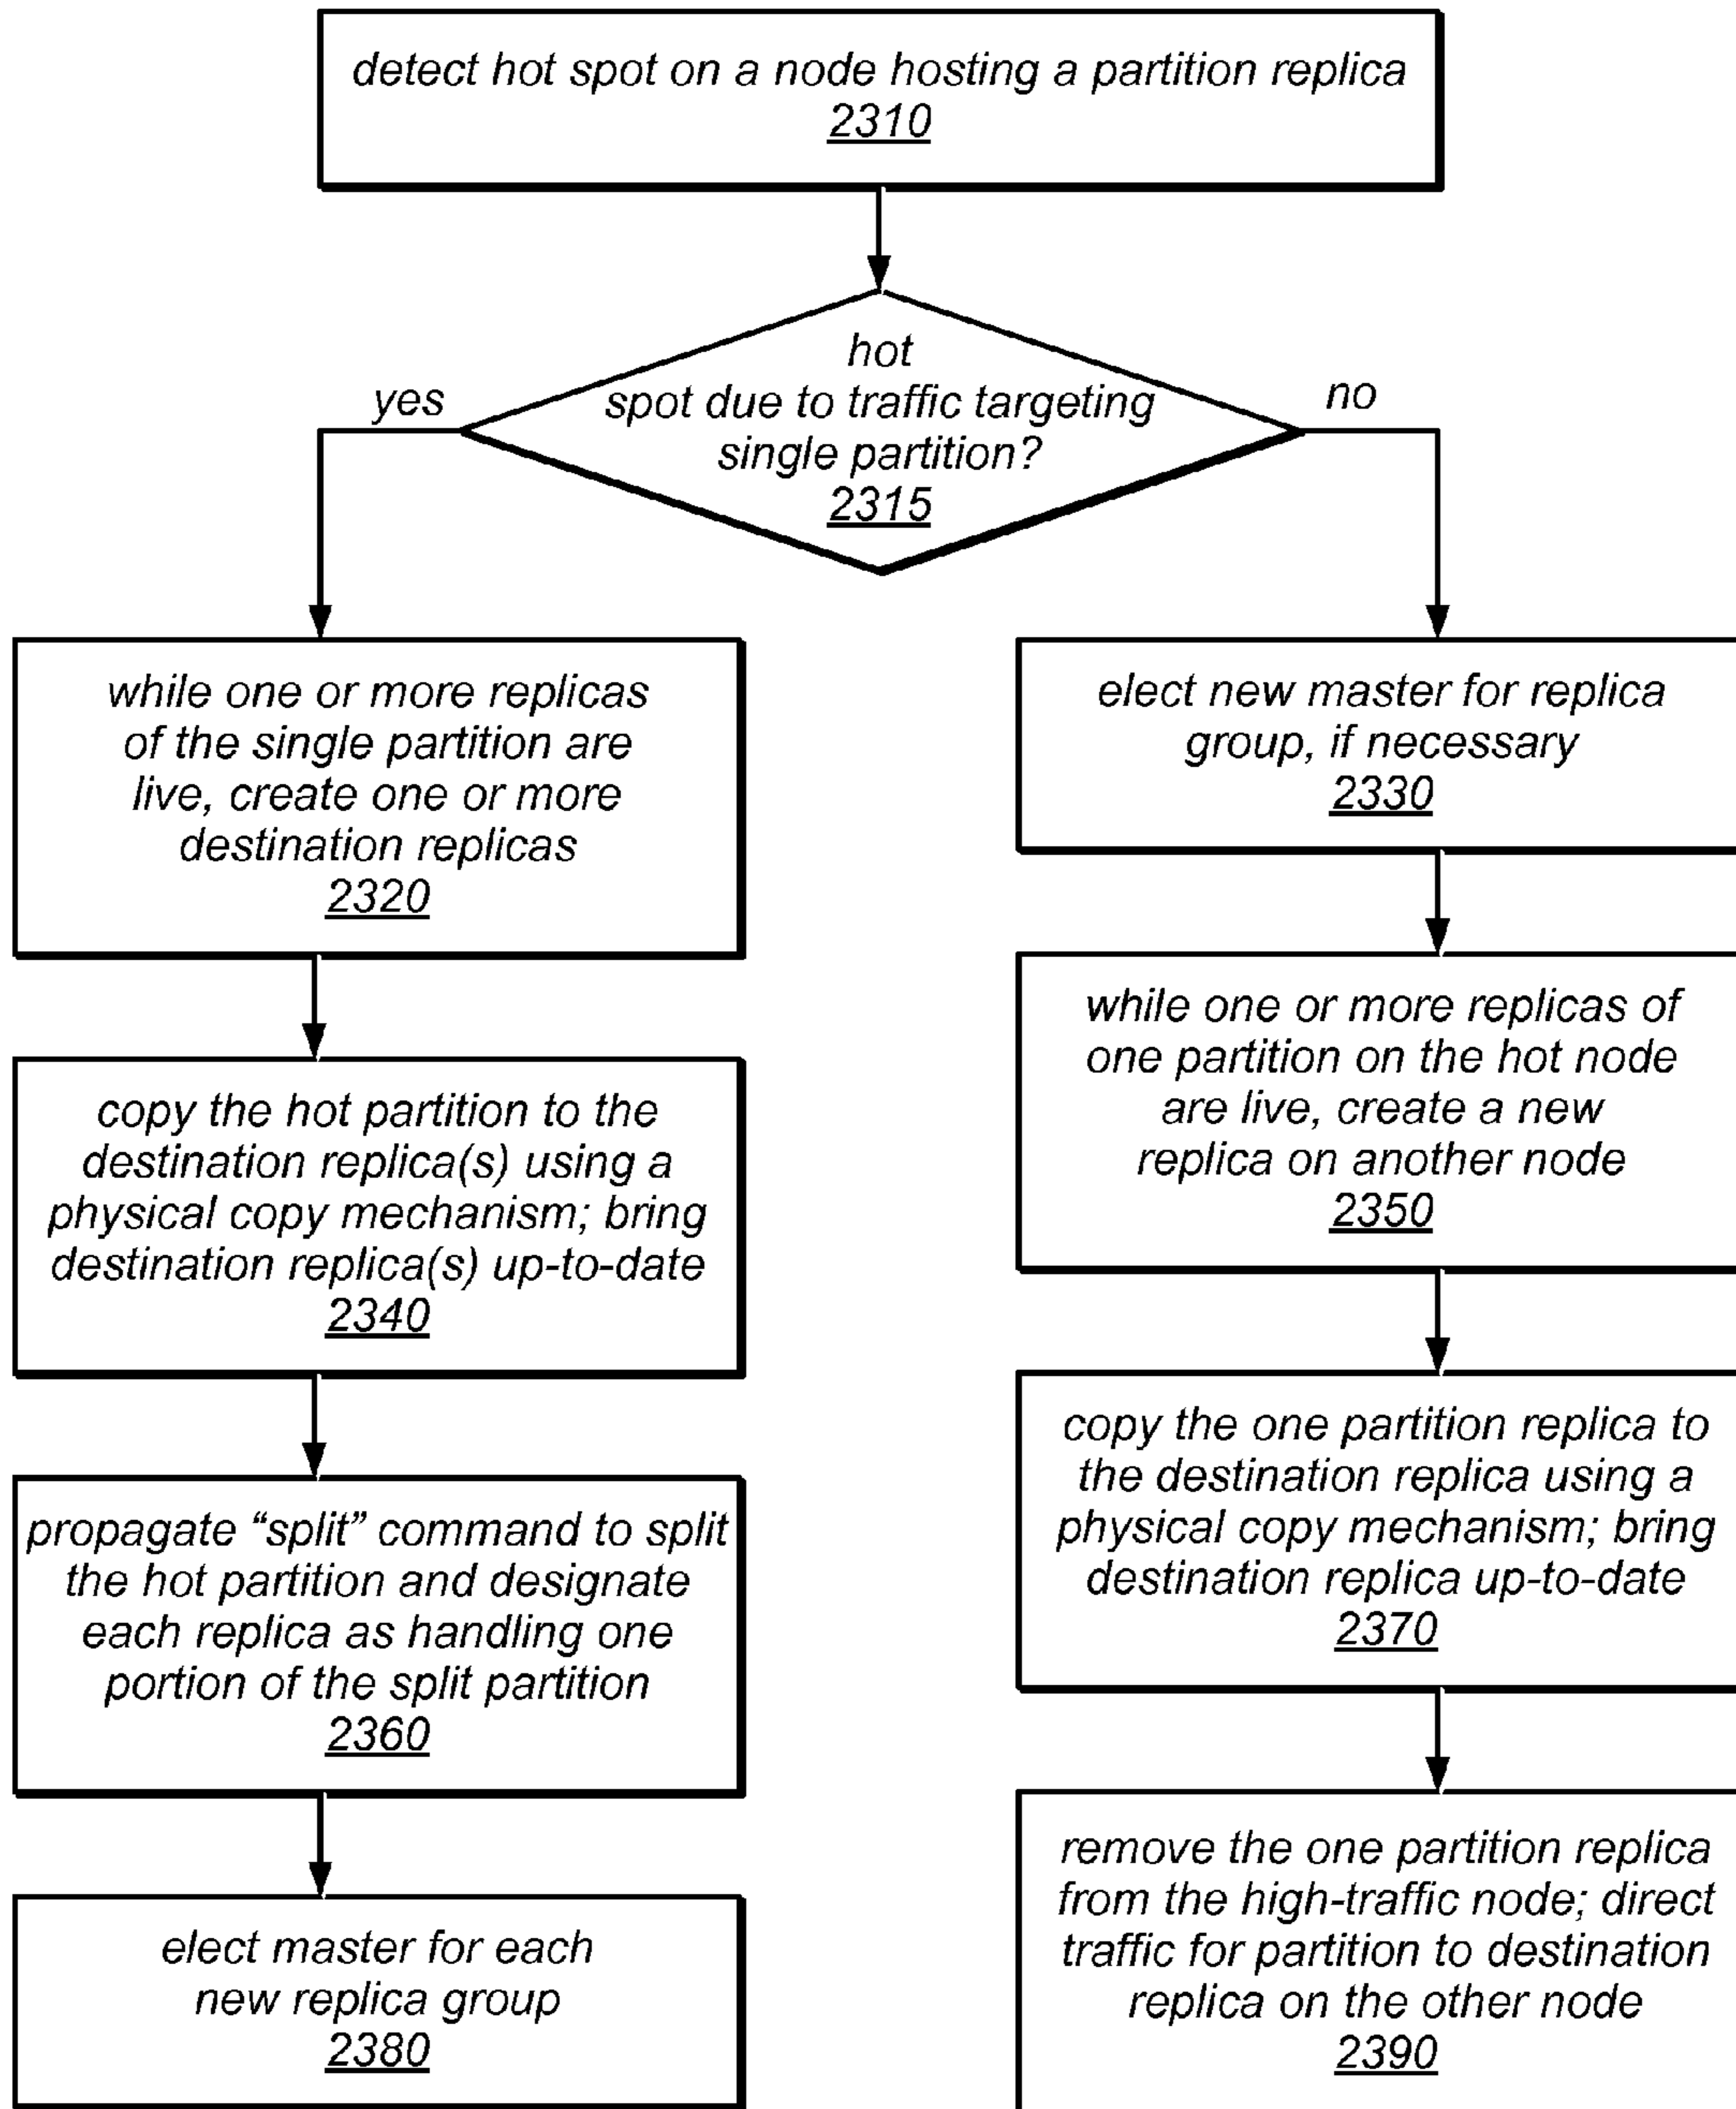 detect hot spot on a node hosting a partition replica
2310
hot
spot due to traffic targeting
single partition?
2315
yes
no
while one or more replicas
of the single partition are
live, create one or more
destination replicas
2320
copy the hot partition to the
destination replica(s) using a
physical copy mechanism; bring
destination replica(s) up-to-date
2340
propagate “split” command to split
the hot partition and designate
each replica as handling one
portion of the split partition
2360
elect master for each
new replica group
2380
elect new master for replica
group, if necessary
2330
while one or more replicas of
one partition on the hot node
are live, create a new
replica on another node
2350
copy the one partition replica to
the destination replica using a
physical copy mechanism; bring
destination replica up-to-date
2370
remove the one partition replica
from the high-traffic node; direct
traffic for partition to destination
replica on the other node
2390